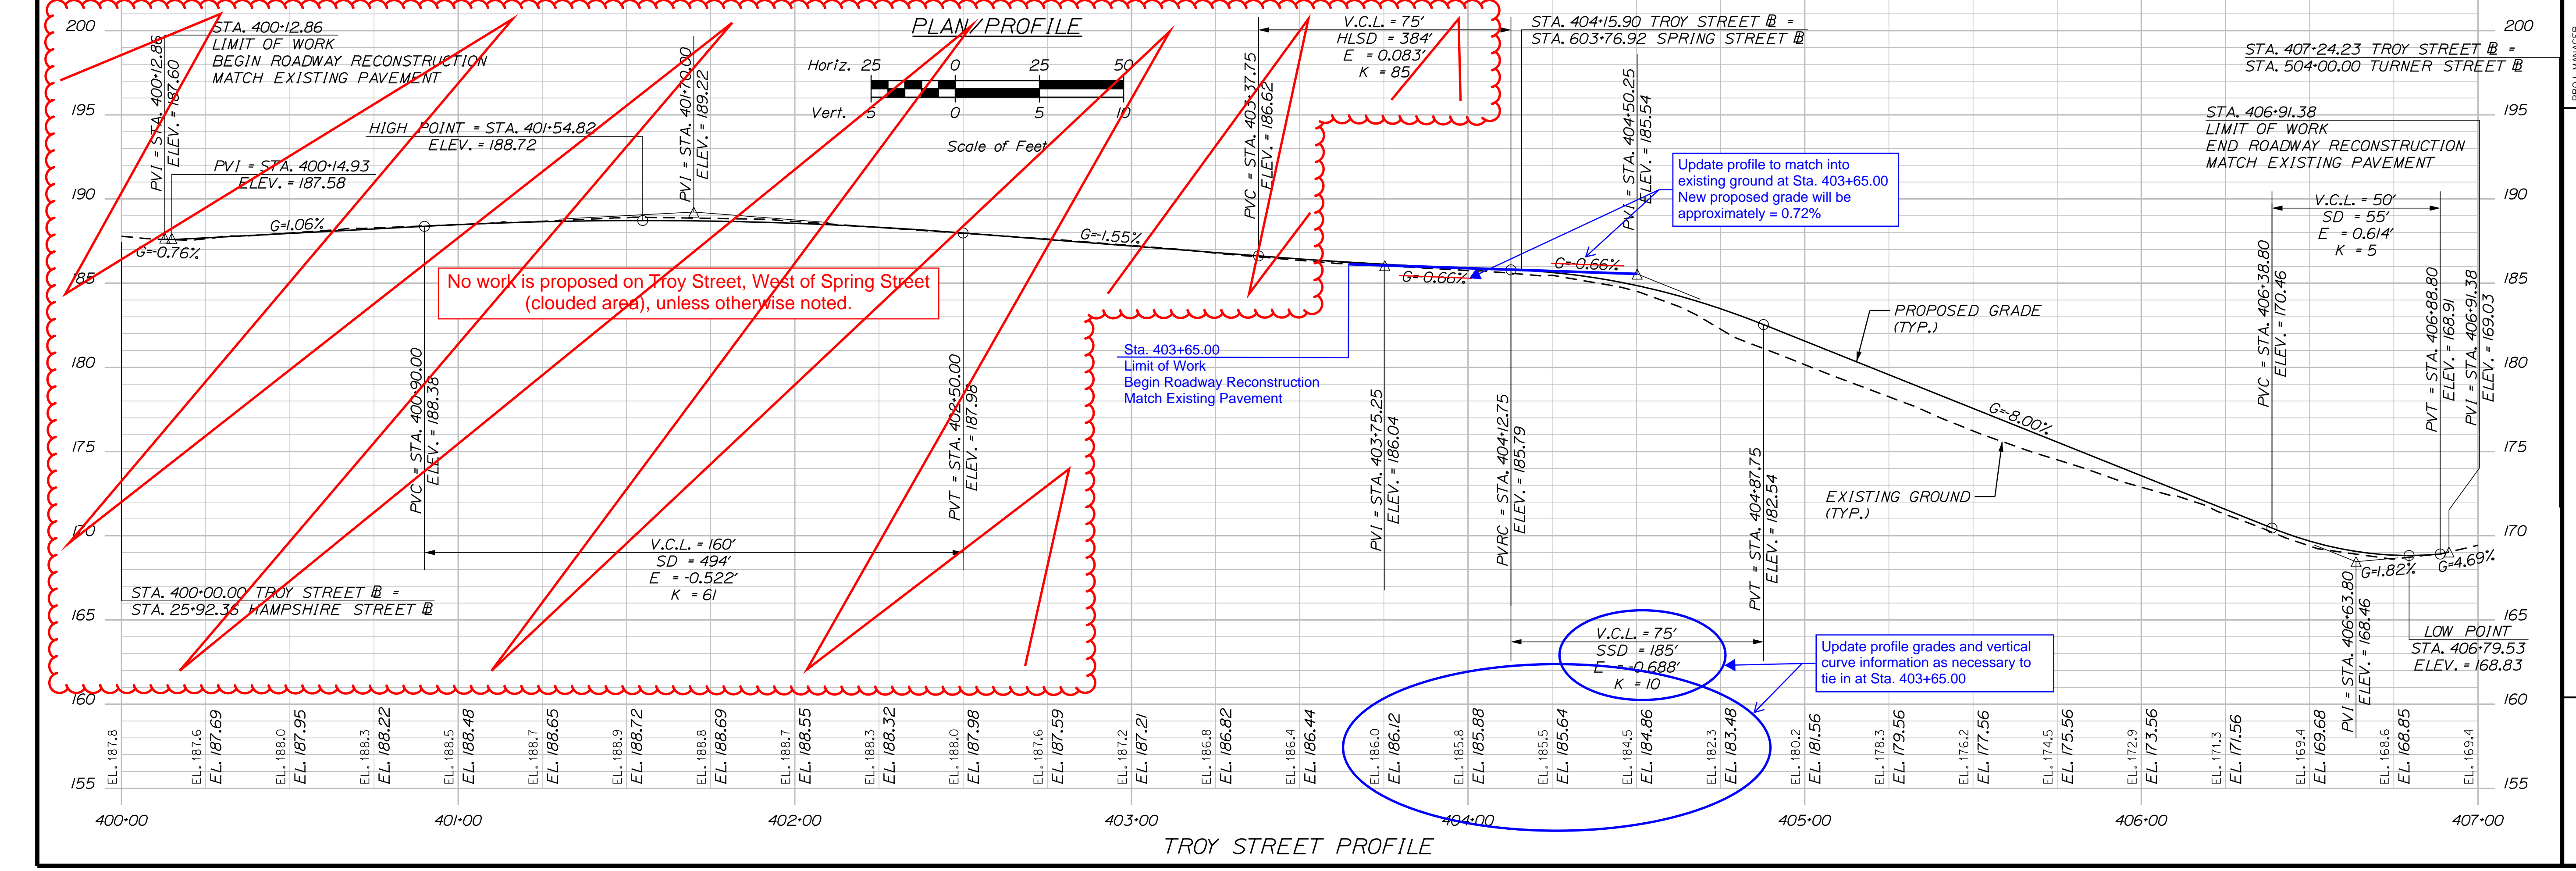 PLAN/PROFILE
Horiz. 25 0 25 50
Vert. 5 0 5 10
Scale of Feet
200
195
190
185
180
175
170
165
160
155
STA. 400+12.86
LIMIT OF WORK
BEGIN ROADWAY RECONSTRUCTION
MATCH EXISTING PAVEMENT
PVI = STA. 400+12.86
ELEV. = 187.60
PVI = STA. 400+14.93
ELEV. = 187.58
HIGH POINT = STA. 401+54.82
ELEV. = 188.72
PVI = STA. 401+70.00
ELEV. = 189.22
G=-0.76%
G=1.06%
G=-1.55%
No work is proposed on Troy Street, West of Spring Street
(clouded area), unless otherwise noted.
PVC = STA. 400+90.00
ELEV. = 188.38
PVT = STA. 402+50.00
ELEV. = 187.98
V.C.L. = 160'
SD = 494'
E = -0.522'
K = 61
STA. 400+00.00 TROY STREET BL =
STA. 25+92.36 HAMPSHIRE STREET BL
V.C.L. = 75'
HLSD = 384'
E = 0.083'
K = 85
PVC = STA. 403+37.75
ELEV. = 186.62
STA. 404+15.90 TROY STREET BL =
STA. 603+76.92 SPRING STREET BL
PVI = STA. 404+50.25
ELEV. = 185.54
Update profile to match into
existing ground at Sta. 403+65.00
New proposed grade will be
approximately = 0.72%
G=-0.66%
G=-0.66%
Sta. 403+65.00
Limit of Work
Begin Roadway Reconstruction
Match Existing Pavement
PVI = STA. 403+75.25
ELEV. = 186.04
PVRC = STA. 404+12.75
ELEV. = 185.79
PVT = STA. 404+87.75
ELEV. = 182.54
V.C.L. = 75'
SSD = 185'
E = -0.688'
K = 10
Update profile grades and vertical
curve information as necessary to
tie in at Sta. 403+65.00
PROPOSED GRADE
(TYP.)
EXISTING GROUND
(TYP.)
G=-8.00%
STA. 407+24.23 TROY STREET BL =
STA. 504+00.00 TURNER STREET BL
STA. 406+91.38
LIMIT OF WORK
END ROADWAY RECONSTRUCTION
MATCH EXISTING PAVEMENT
V.C.L. = 50'
SD = 55'
E = 0.614'
K = 5
PVC = STA. 406+38.80
ELEV. = 170.46
PVT = STA. 406+88.80
ELEV. = 168.91
PVI = STA. 406+91.38
ELEV. = 169.03
PVI = STA. 406+63.80
ELEV. = 168.46
G=1.82%
G=4.69%
LOW POINT
STA. 406+79.53
ELEV. = 168.83
200
195
190
185
180
175
170
165
160
155
PROJ. MANAGER
EL. 187.8
EL. 187.6
EL. 187.69
EL. 188.0
EL. 187.95
EL. 188.3
EL. 188.22
EL. 188.5
EL. 188.48
EL. 188.7
EL. 188.65
EL. 188.9
EL. 188.72
EL. 188.8
EL. 188.69
EL. 188.7
EL. 188.55
EL. 188.3
EL. 188.32
EL. 188.0
EL. 187.98
EL. 187.6
EL. 187.59
EL. 187.2
EL. 187.21
EL. 186.8
EL. 186.82
EL. 186.4
EL. 186.44
EL. 186.0
EL. 186.12
EL. 185.8
EL. 185.88
EL. 185.5
EL. 185.64
EL. 184.5
EL. 184.86
EL. 182.3
EL. 183.48
EL. 180.2
EL. 181.56
EL. 178.3
EL. 179.56
EL. 176.2
EL. 177.56
EL. 174.5
EL. 175.56
EL. 172.9
EL. 173.56
EL. 171.3
EL. 171.56
EL. 169.4
EL. 169.68
EL. 168.6
EL. 168.85
EL. 169.4
400+00 401+00 402+00 403+00 404+00 405+00 406+00 407+00
TROY STREET PROFILE